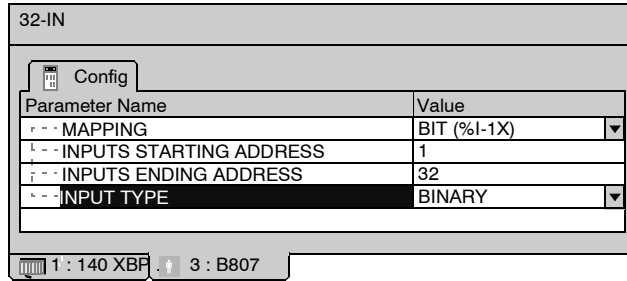 32-IN
Config
Parameter Name Value
MAPPING BIT (%I-1X)
INPUTS STARTING ADDRESS 1
INPUTS ENDING ADDRESS 32
INPUT TYPE BINARY
1 : 140 XBP . 3 : B807